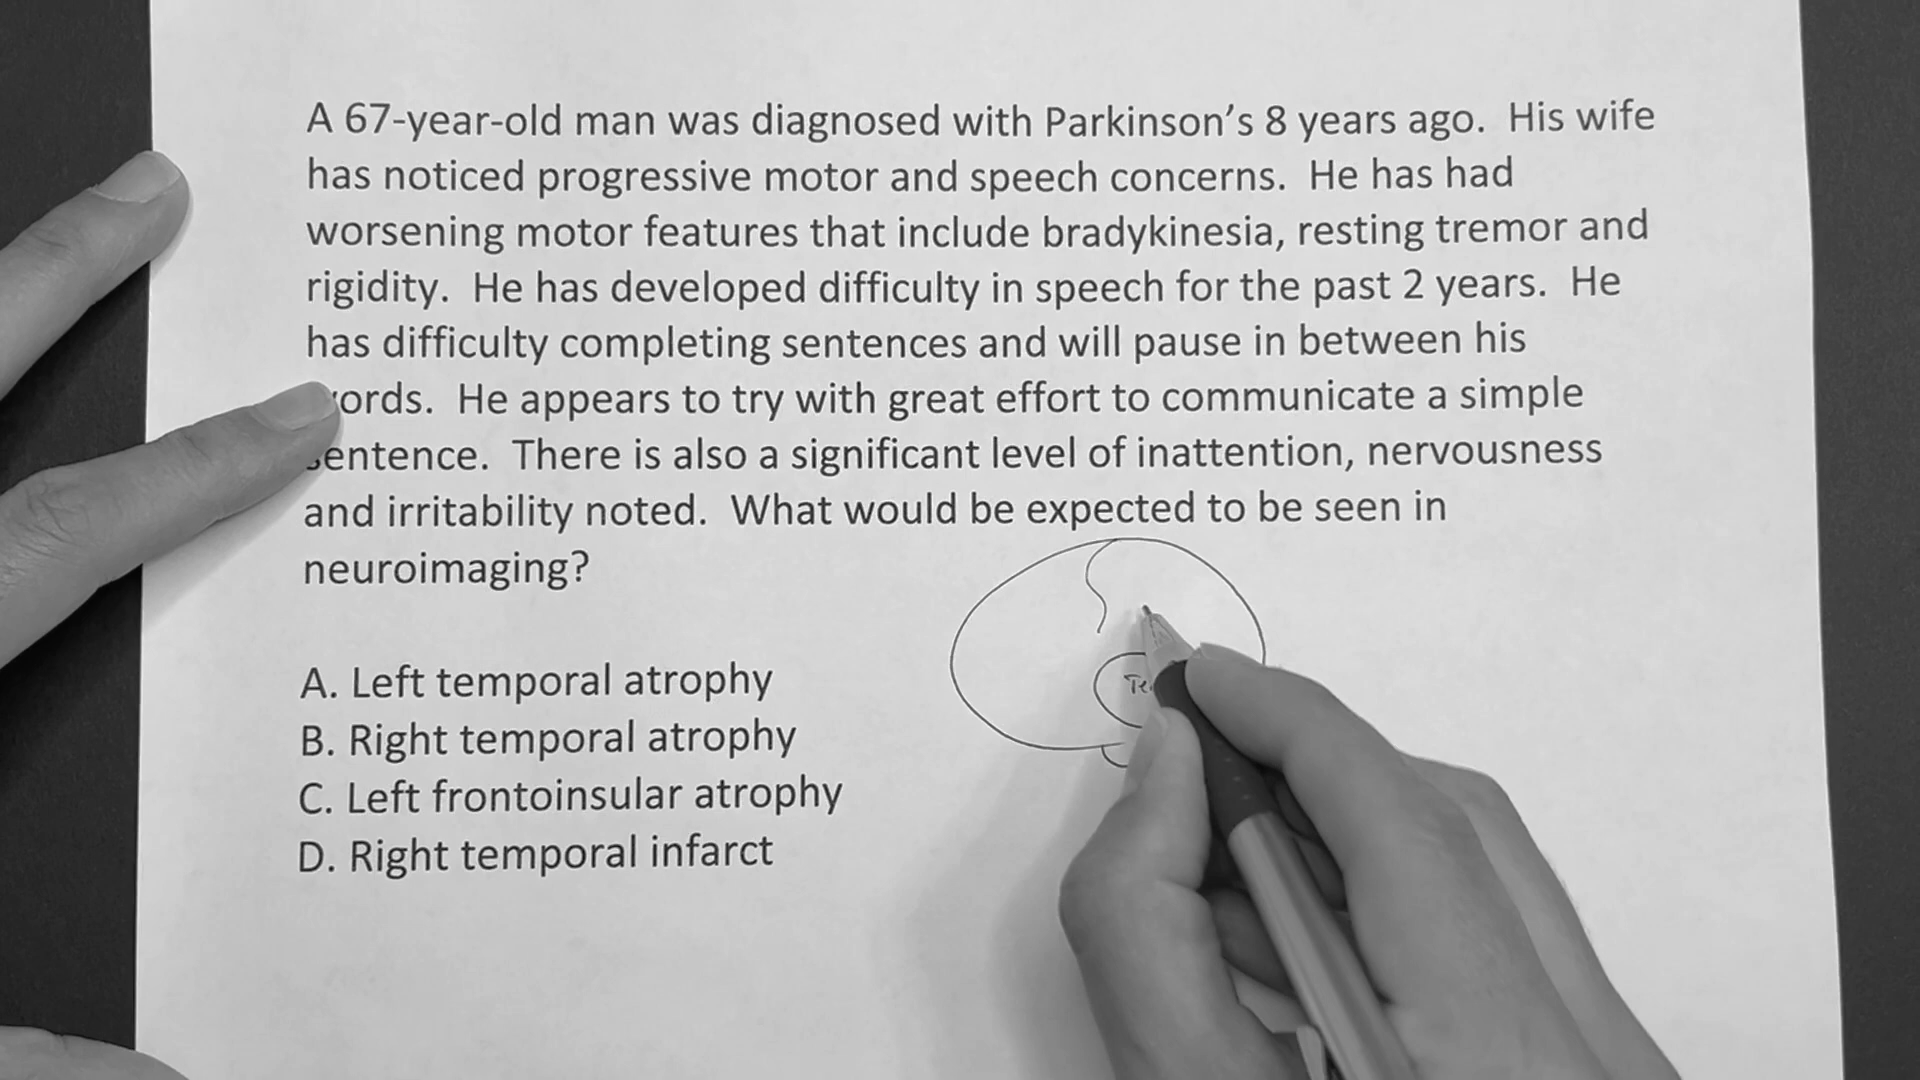 A 67-year-old man was diagnosed with Parkinson's 8 years ago. His wife
has noticed progressive motor and speech concerns. He has had
worsening motor features that include bradykinesia, resting tremor and
rigidity. He has developed difficulty in speech for the past 2 years. He
has difficulty completing sentences and will pause in between his
ords. He appears to try with great effort to communicate a simple
entence. There is also a significant level of inattention, nervousness
and irritability noted. What would be expected to be seen in
neuroimaging?
A. Left temporal atrophy
B. Right temporal atrophy
C. Left frontoinsular atrophy
D. Right temporal infarct